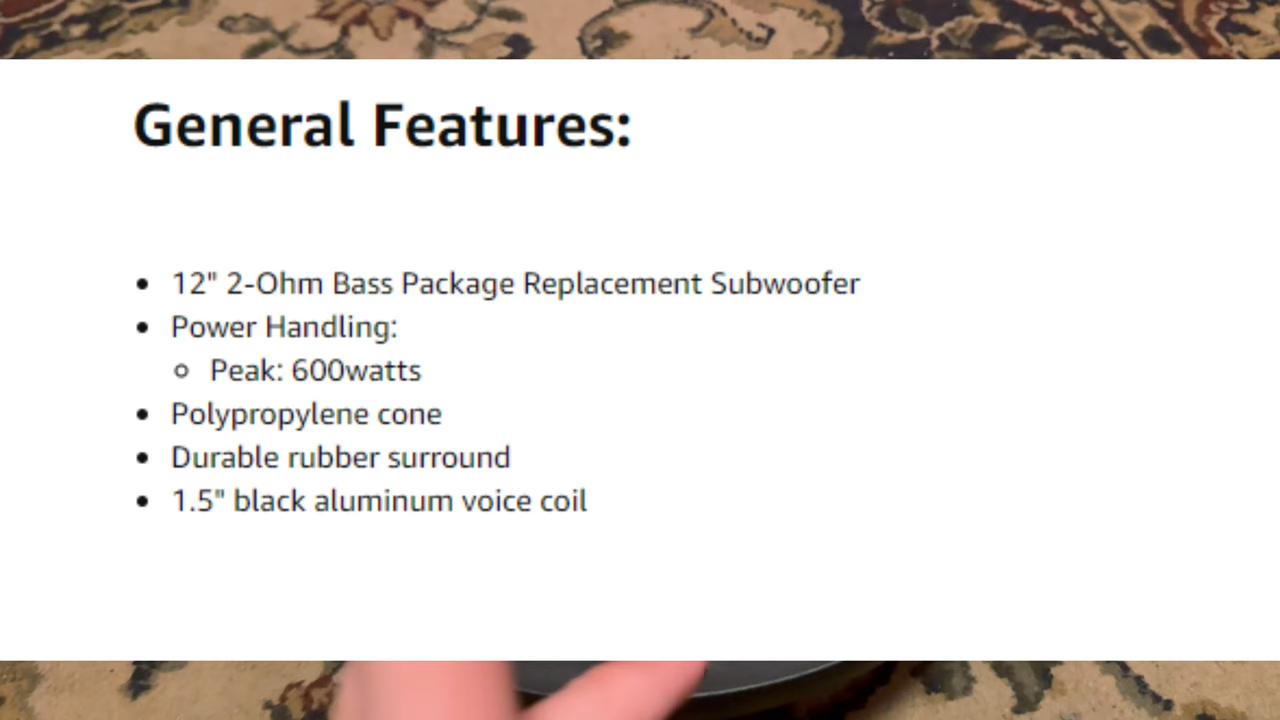 General Features:
• 12" 2-Ohm Bass Package Replacement Subwoofer
• Power Handling:
○ Peak: 600watts
• Polypropylene cone
• Durable rubber surround
• 1.5" black aluminum voice coil